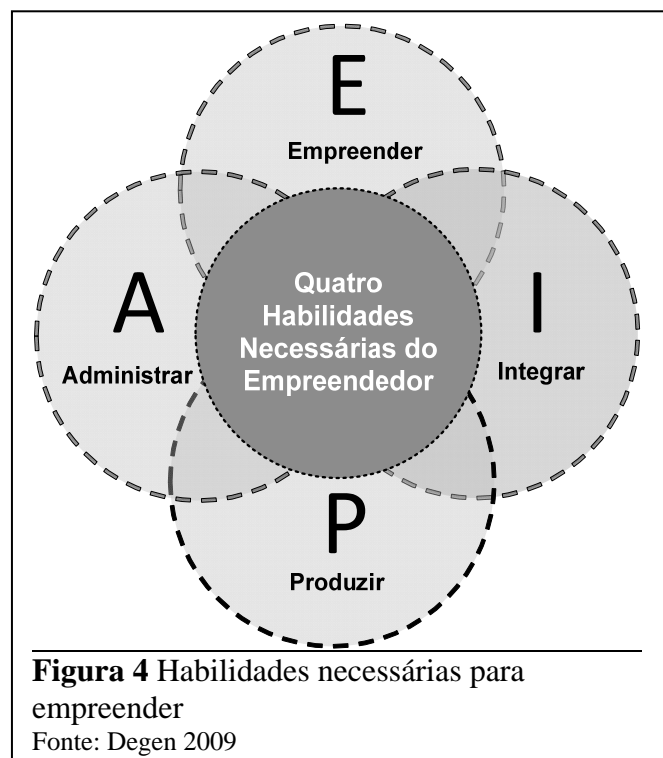 E
Empreender
A
Administrar
Quatro
Habilidades
Necessárias do
Empreendedor
I
Integrar
P
Produzir
Figura 4 Habilidades necessárias para
empreender
Fonte: Degen 2009